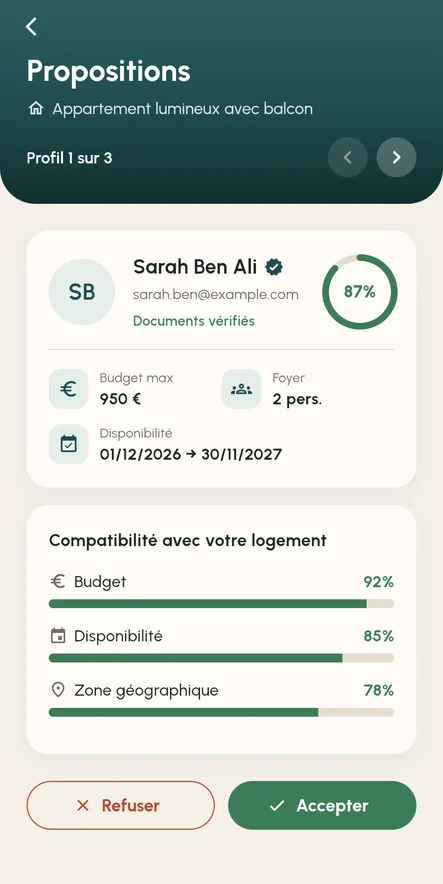 Propositions
Appartement lumineux avec balcon
Profil 1 sur 3
SB
Sarah Ben Ali
sarah.ben@example.com
Documents vérifiés
87%
Budget max
950 €
Foyer
2 pers.
Disponibilité
01/12/2026 → 30/11/2027
Compatibilité avec votre logement
Budget 92%
Disponibilité 85%
Zone géographique 78%
Refuser
Accepter